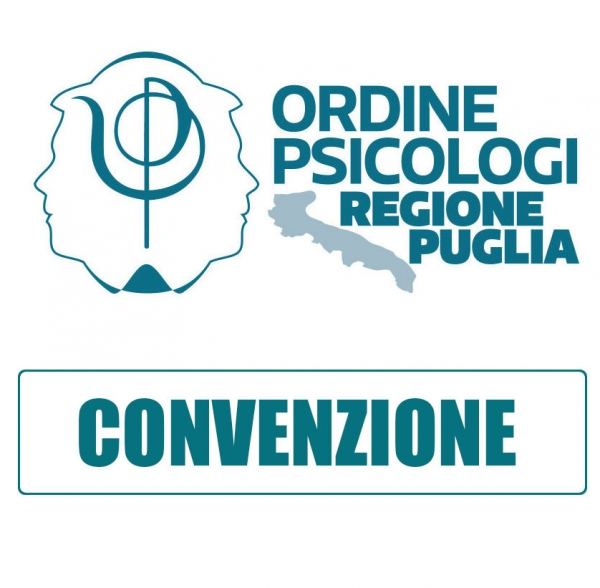 ORDINE
PSICOLOGI
REGIONE
PUGLIA
CONVENZIONE